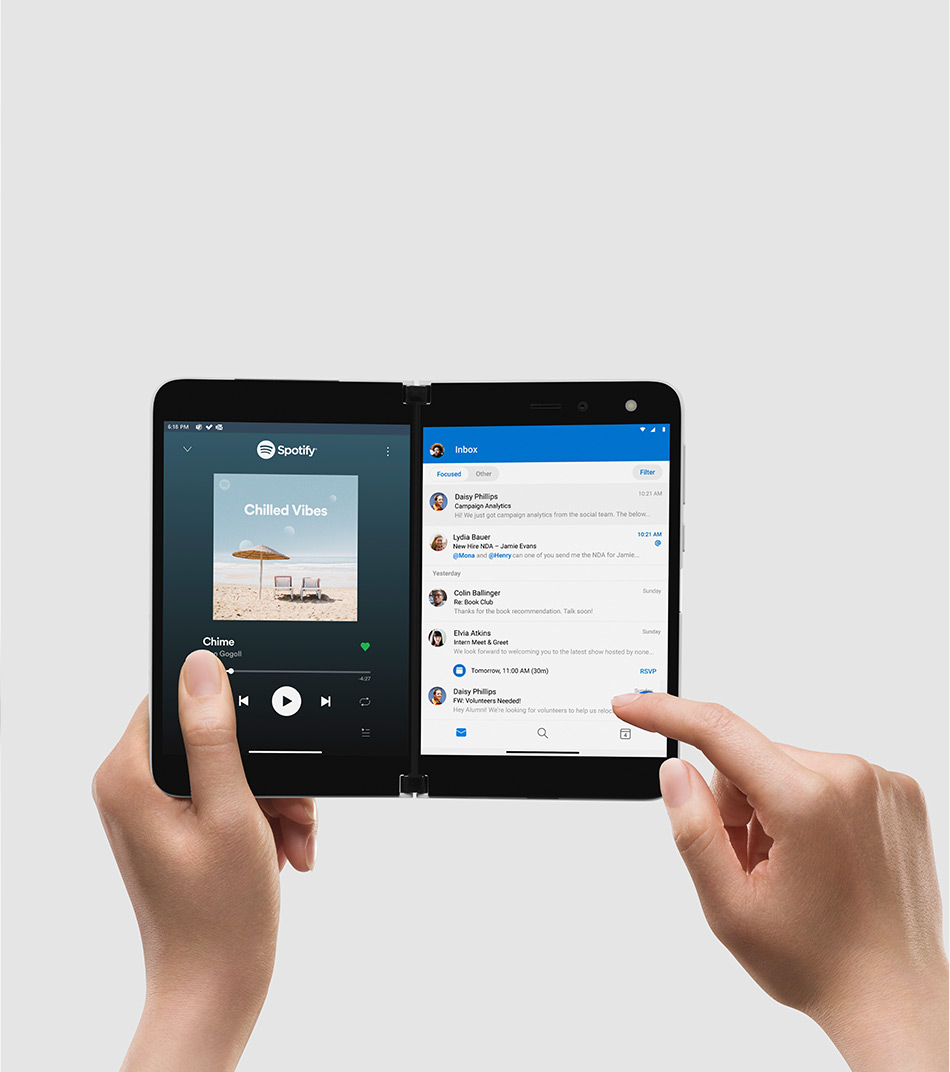 6:18 PM
Spotify
Chilled Vibes
Chime
Gogoll
-4:27
Inbox
Focused
Other
Filter
Daisy Phillips
10:21 AM
Campaign Analytics
Hi! We just got campaign analytics from the social team. The below...
Lydia Bauer
10:21 AM
New Hire NDA – Jamie Evans
@
@Mona and @Henry can one of you send me the NDA for Jamie...
Yesterday
Colin Ballinger
Sunday
Re: Book Club
Thanks for the book recommendation. Talk soon!
Elvia Atkins
Sunday
Intern Meet & Greet
We look forward to welcoming you to the latest show hosted by none...
Tomorrow, 11:00 AM (30m)
RSVP
Daisy Phillips
FW: Volunteers Needed!
Hey Alumni! We're looking for volunteers to help us
4